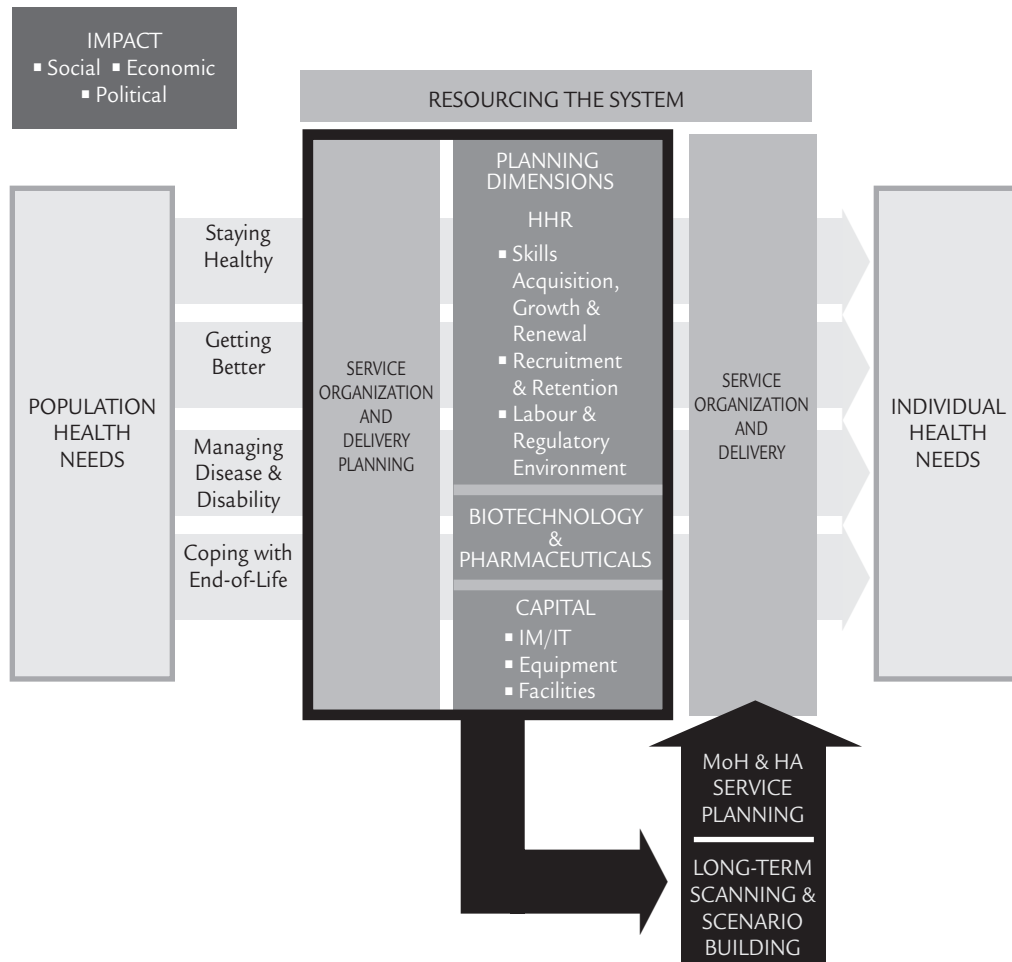 IMPACT
▪ Social ▪ Economic
▪ Political
RESOURCING THE SYSTEM
POPULATION
HEALTH
NEEDS
Staying
Healthy
Getting
Better
Managing
Disease &
Disability
Coping with
End-of-Life
SERVICE
ORGANIZATION
AND
DELIVERY
PLANNING
PLANNING
DIMENSIONS
HHR
▪ Skills
Acquisition,
Growth &
Renewal
▪ Recruitment
& Retention
▪ Labour &
Regulatory
Environment
BIOTECHNOLOGY
&
PHARMACEUTICALS
CAPITAL
▪ IM/IT
▪ Equipment
▪ Facilities
SERVICE
ORGANIZATION
AND
DELIVERY
INDIVIDUAL
HEALTH
NEEDS
MoH & HA
SERVICE
PLANNING
LONG-TERM
SCANNING &
SCENARIO
BUILDING